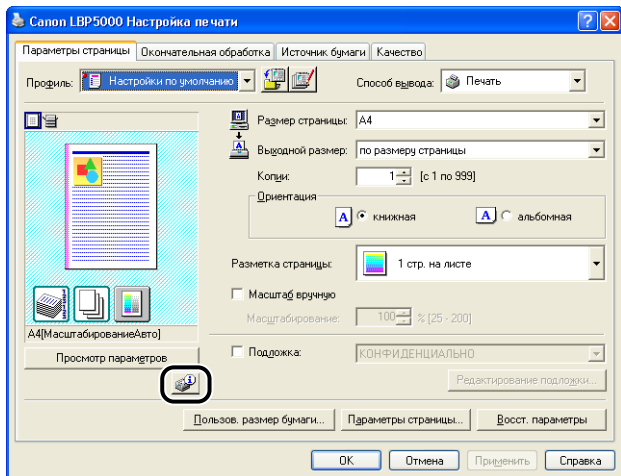 Canon LBP5000 Настройка печати
Параметры страницы Окончательная обработка Источник бумаги Качество
Профиль: Настройки по умолчанию Способ вывода: Печать
Размер страницы: A4
Выходной размер: по размеру страницы
Копии: 1 [с 1 по 999]
Ориентация
A книжная A альбомная
Разметка страницы: 1 стр. на листе
Масштаб вручную
Масштабирование: 100 % [25 - 200]
A4[МасштабированиеАвто]
Просмотр параметров
Подложка: КОНФИДЕНЦИАЛЬНО
Редактирование подложки...
Пользов. размер бумаги... Параметры страницы... Восст. параметры
OK Отмена Применить Справка